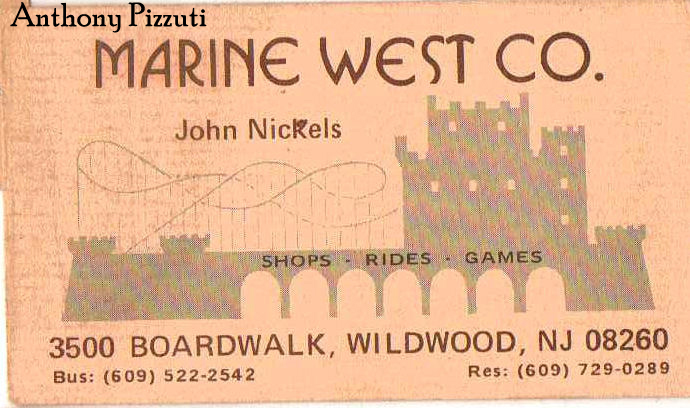 Anthony Pizzuti
MARINE WEST CO.
John Nickels
SHOPS - RIDES - GAMES
3500 BOARDWALK, WILDWOOD, NJ 08260
Bus: (609) 522-2542
Res: (609) 729-0289